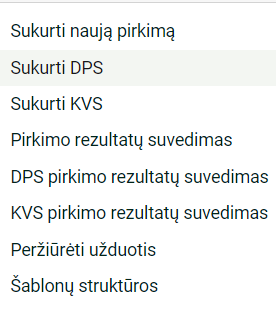 Sukurti naują pirkimą
Sukurti DPS
Sukurti KVS
Pirkimo rezultatų suvedimas
DPS pirkimo rezultatų suvedimas
KVS pirkimo rezultatų suvedimas
Peržiūrėti užduotis
Šablonų struktūros